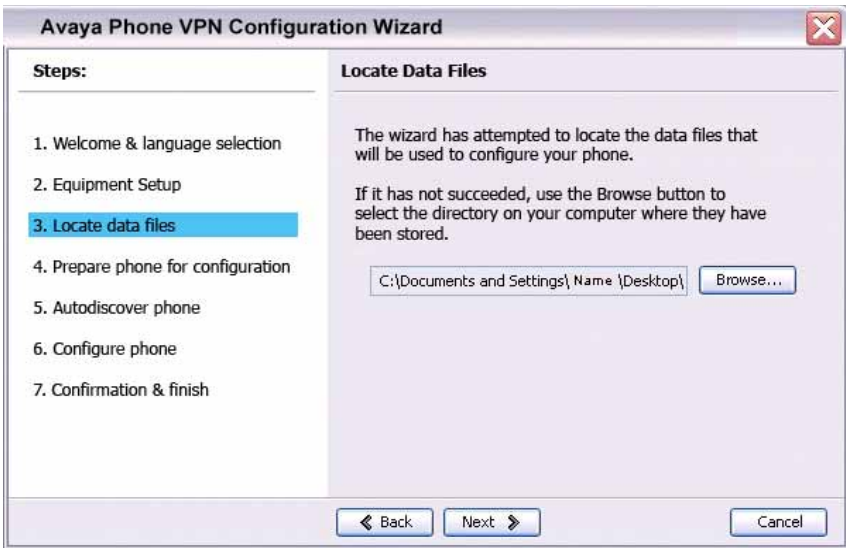 Avaya Phone VPN Configuration Wizard
Steps:
1. Welcome & language selection
2. Equipment Setup
3. Locate data files
4. Prepare phone for configuration
5. Autodiscover phone
6. Configure phone
7. Confirmation & finish
Locate Data Files
The wizard has attempted to locate the data files that
will be used to configure your phone.
If it has not succeeded, use the Browse button to
select the directory on your computer where they have
been stored.
C:\Documents and Settings\ Name \Desktop\
Browse...
Back
Next
Cancel